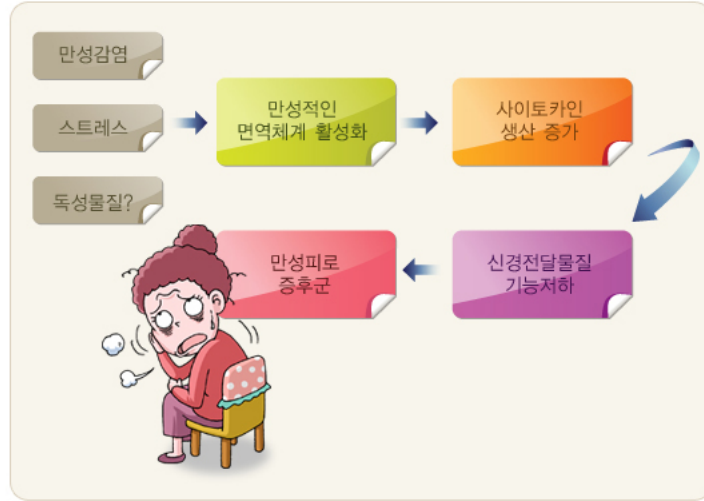 만성감염
스트레스
독성물질?
만성적인
면역체계 활성화
사이토카인
생산 증가
신경전달물질
기능저하
만성피로
증후군